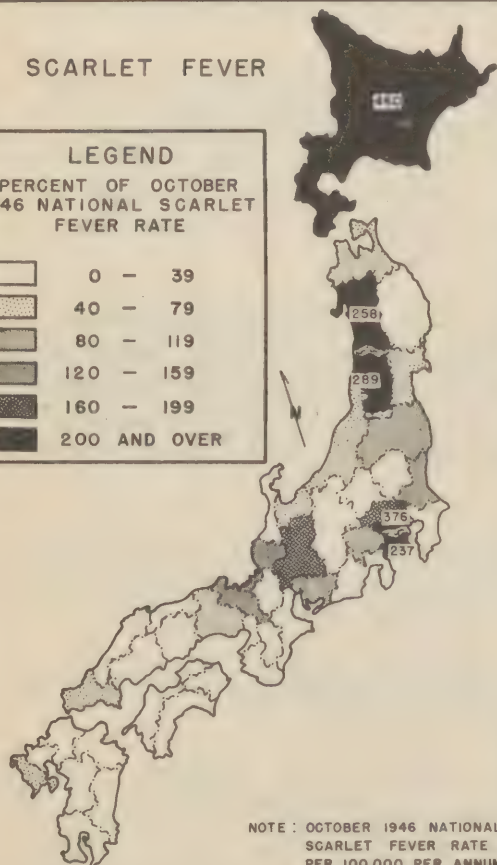 SCARLET FEVER
LEGEND
PERCENT OF OCTOBER
46 NATIONAL SCARLET
FEVER RATE
0 – 39
40 – 79
80 – 119
120 – 159
160 – 199
200 AND OVER
258
289
N
376
237
NOTE : OCTOBER 1946 NATIONAL
SCARLET FEVER RATE
PER 100,000 PER ANNUM